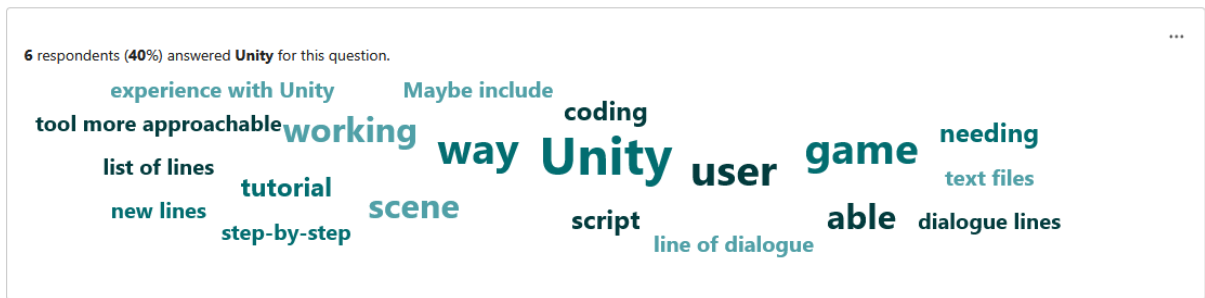 ...
6 respondents (40%) answered Unity for this question.
experience with Unity Maybe include
coding
tool more approachable working needing
way Unity user game
list of lines
tutorial text files
new lines scene script able dialogue lines
step-by-step line of dialogue